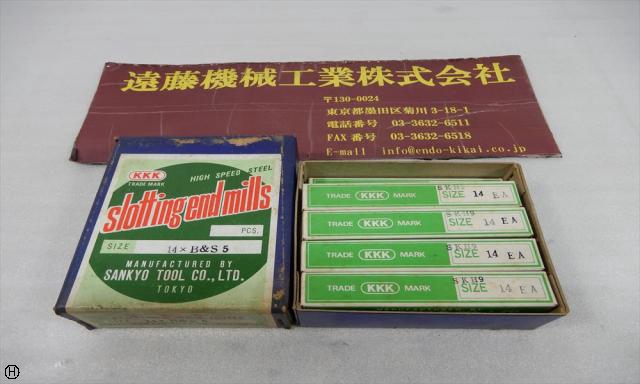 遠藤機械工業株式会社
〒130-0024
東京都墨田区菊川 3-18-1
電話番号 03-3632-6511
FAX 番号 03-3632-6518
E-mail info@endo-kikai.co.jp
KKK
TRADE MARK
HIGH SPEED STEEL
slotting end mills
PCS.
SIZE 14 × B&S 5
MANUFACTURED BY
SANKYO TOOL CO., LTD.
TOKYO
TRADE KKK MARK SKH9 SIZE 14 EA
TRADE KKK MARK SKH9 SIZE 14 EA
TRADE KKK MARK SKH9 SIZE 14 EA
TRADE KKK MARK SKH9 SIZE 14 EA
H